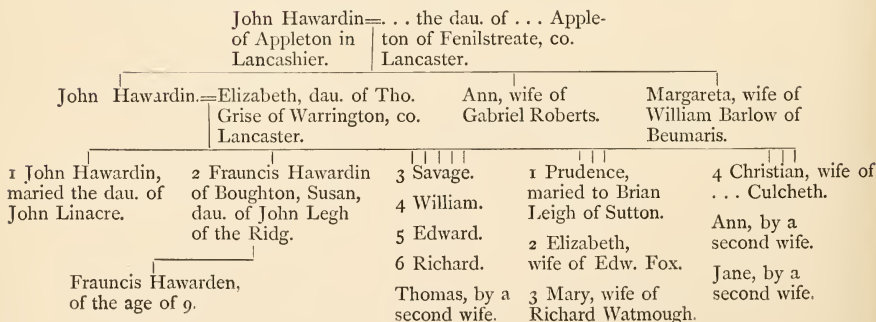 John Hawardin=. . . the dau. of . . . Apple-
of Appleton in ton of Fenilstreate, co.
Lancashier. Lancaster.
John Hawardin.=Elizabeth, dau. of Tho.
Grise of Warrington, co.
Lancaster.
Ann, wife of
Gabriel Roberts.
Margareta, wife of
William Barlow of
Beumaris.
1 John Hawardin,
maried the dau. of
John Linacre.
2 Frauncis Hawardin
of Boughton, Susan,
dau. of John Legh
of the Ridg.
3 Savage.
4 William.
5 Edward.
6 Richard.
Thomas, by a
second wife.
1 Prudence,
maried to Brian
Leigh of Sutton.
2 Elizabeth,
wife of Edw. Fox.
3 Mary, wife of
Richard Watmough.
4 Christian, wife of
. . . Culcheth.
Ann, by a
second wife.
Jane, by a
second wife.
Frauncis Hawarden,
of the age of 9.